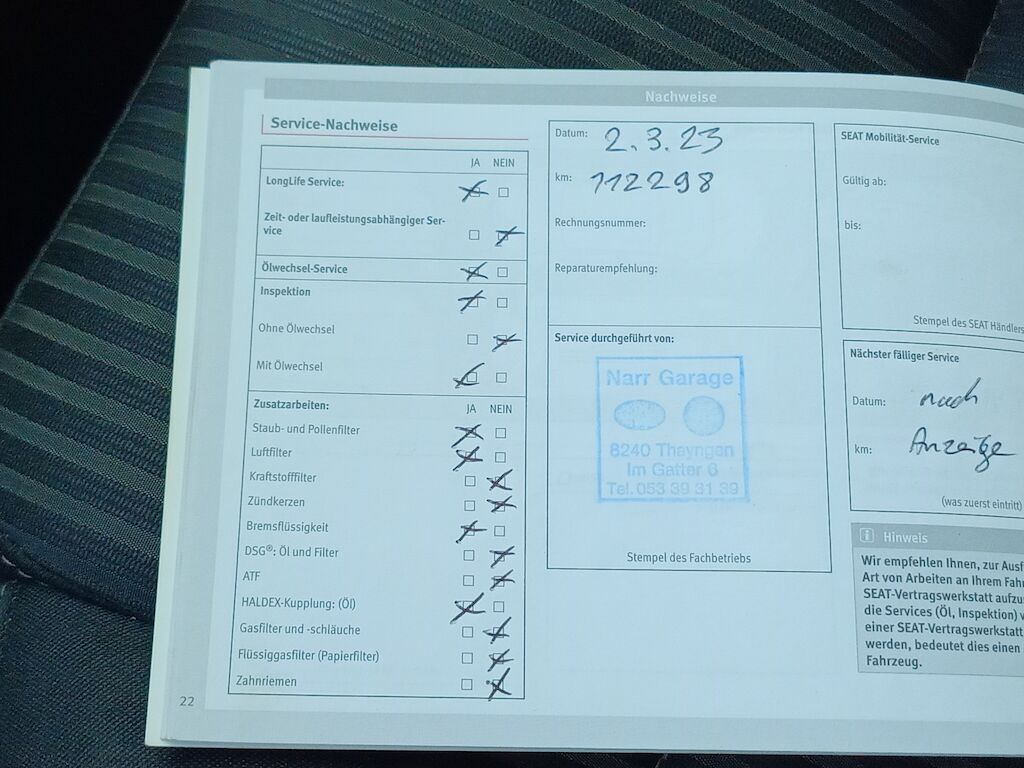 Nachweise
Service-Nachweise
JA NEIN
LongLife Service:
Zeit- oder laufleistungsabhängiger Ser-
vice
Ölwechsel-Service
Inspektion
Ohne Ölwechsel
Mit Ölwechsel
Zusatzarbeiten: JA NEIN
Staub- und Pollenfilter
Luftfilter
Kraftstofffilter
Zündkerzen
Bremsflüssigkeit
DSG®: Öl und Filter
ATF
HALDEX-Kupplung: (Öl)
Gasfilter und -schläuche
Flüssiggasfilter (Papierfilter)
Zahnriemen
22
Datum: 2.3.23
km: 112298
Rechnungsnummer:
Reparaturempfehlung:
Service durchgeführt von:
Narr Garage
8240 Thayngen
Im Gatter 6
Tel. 053 39 31 39
Stempel des Fachbetriebs
SEAT Mobilität-Service
Gültig ab:
bis:
Stempel des SEAT Händlers
Nächster fälliger Service
Datum: nach
km: Anzeige
(was zuerst eintritt)
i Hinweis
Wir empfehlen Ihnen, zur Ausf
Art von Arbeiten an Ihrem Fahr
SEAT-Vertragswerkstatt aufzu
die Services (Öl, Inspektion) v
einer SEAT-Vertragswerkstatt
werden, bedeutet dies einen
Fahrzeug.